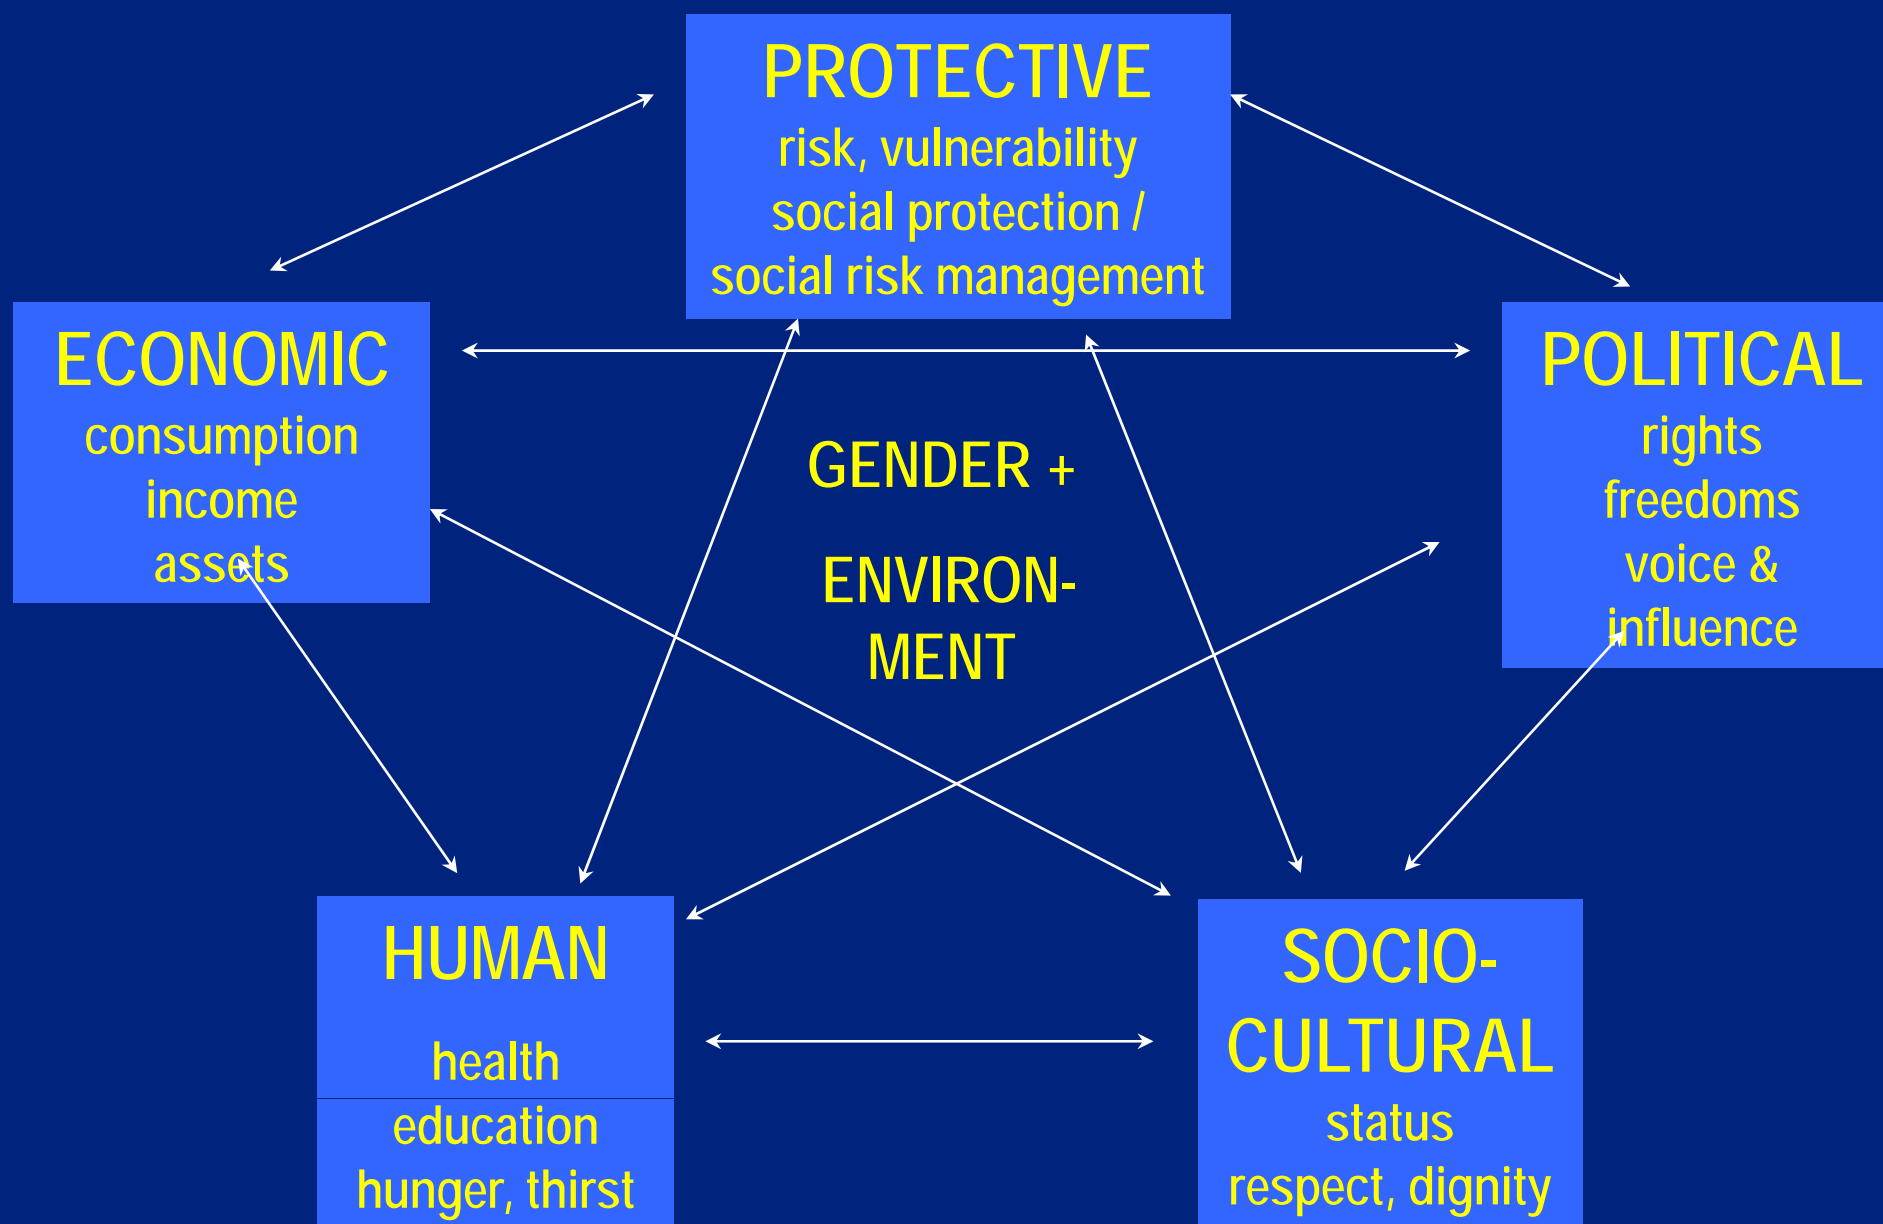 PROTECTIVE
risk, vulnerability
social protection /
social risk management
ECONOMIC
consumption
income
assets
POLITICAL
rights
freedoms
voice &
influence
GENDER +
ENVIRON-
MENT
HUMAN
health
education
hunger, thirst
SOCIO-
CULTURAL
status
respect, dignity